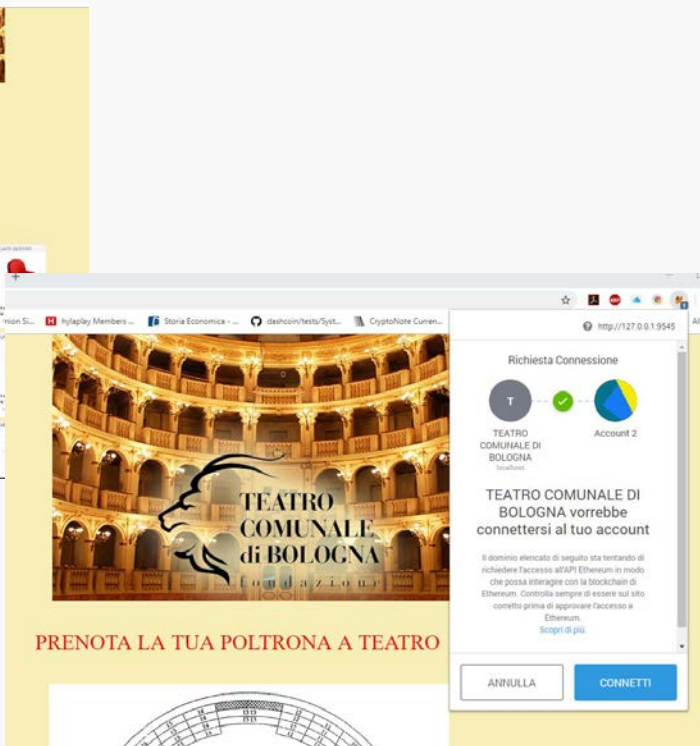 hylaplay Members ...
Storia Economica - ...
dashcoin/tests/Syst...
CryptoNote Curren...
http://127.0.0.1:9545
Richiesta Connessione
T
TEATRO
COMUNALE DI
BOLOGNA
localhost
Account 2
TEATRO COMUNALE DI
BOLOGNA vorrebbe
connettersi al tuo account
Il dominio elencato di seguito sta tentando di
richiedere l'accesso all'API Ethereum in modo
che possa interagire con la blockchain di
Ethereum. Controlla sempre di essere sul sito
corretto prima di approvare l'accesso a
Ethereum.
Scopri di più.
ANNULLA
CONNETTI
TEATRO
COMUNALE
di BOLOGNA
fondazione
PRENOTA LA TUA POLTRONA A TEATRO